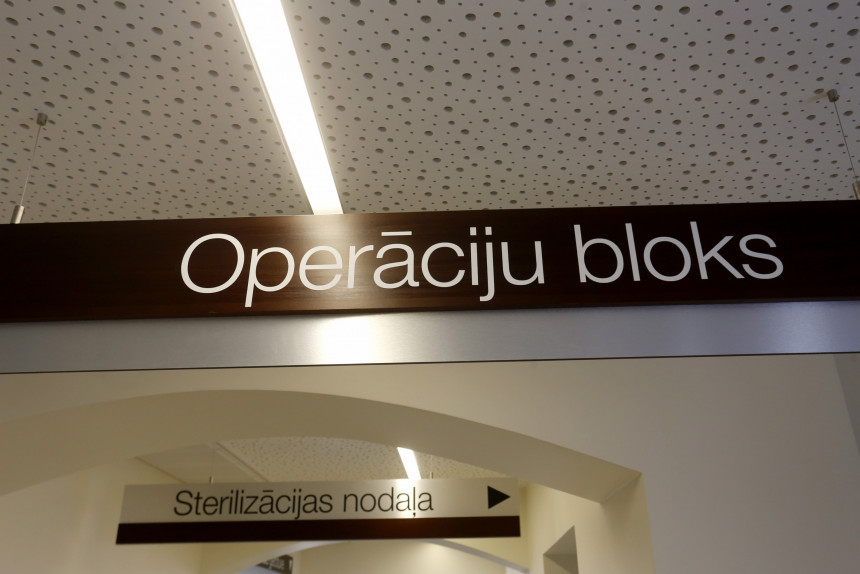 Operāciju bloks
Sterilizācijas nodaļa